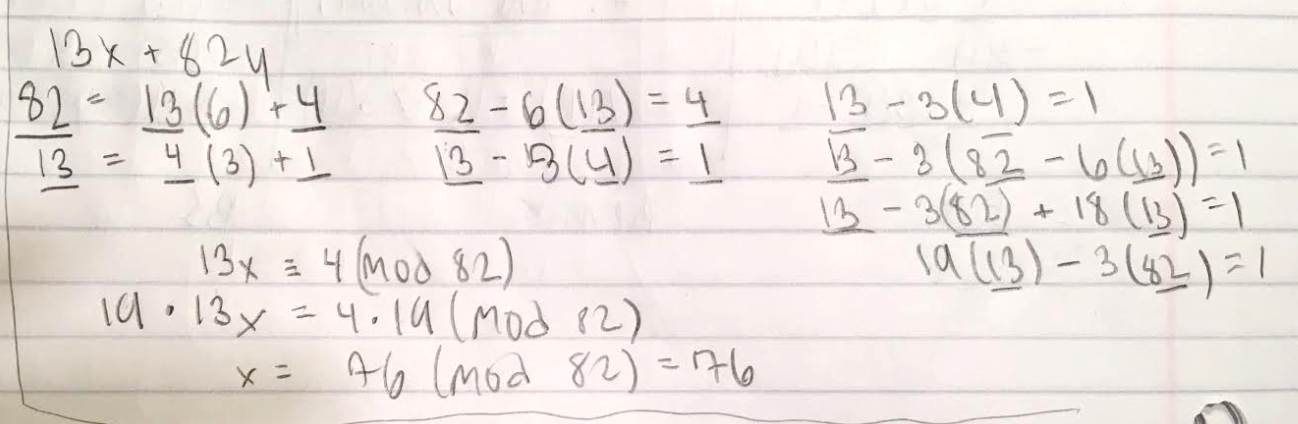 13x + 82y
82 = 13(6) + 4
13 = 4(3) + 1
82 - 6(13) = 4
13 - 3(4) = 1
13 - 3(4) = 1
13 - 3(82 - 6(13)) = 1
13 - 3(82) + 18(13) = 1
19(13) - 3(82) = 1
13x ≡ 4 (mod 82)
19 · 13x = 4 · 19 (mod 82)
x = 76 (mod 82) = 76